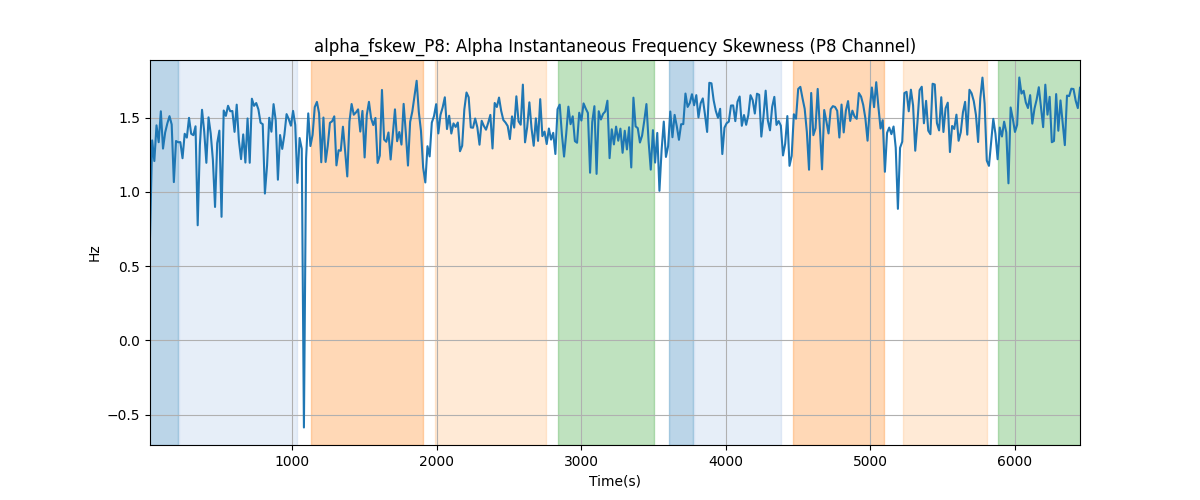 alpha_fskew_P8: Alpha Instantaneous Frequency Skewness (P8 Channel)
Hz
1.5
1.0
0.5
0.0
−0.5
1000 2000 3000 4000 5000 6000
Time(s)